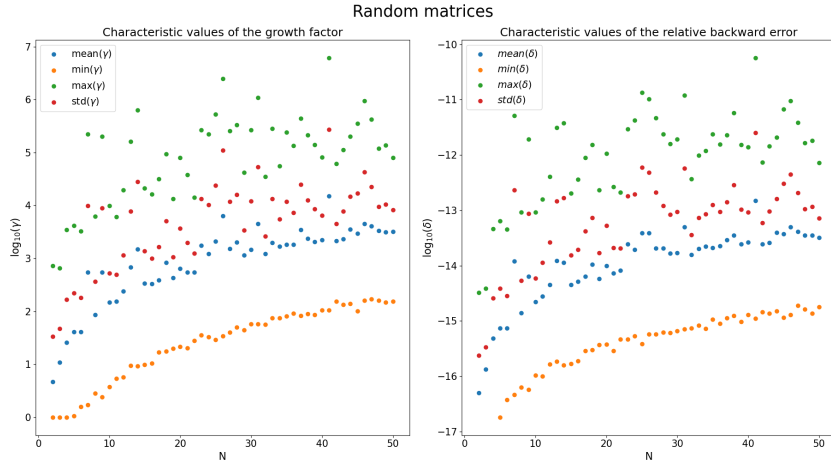 Random matrices
Characteristic values of the growth factor
7
6
5
4
3
2
1
0
log₁₀(γ)
mean(γ)
min(γ)
max(γ)
std(γ)
0
10
20
30
40
50
N
Characteristic values of the relative backward error
−10
−11
−12
−13
−14
−15
−16
−17
log₁₀(δ)
mean(δ)
min(δ)
max(δ)
std(δ)
0
10
20
30
40
50
N